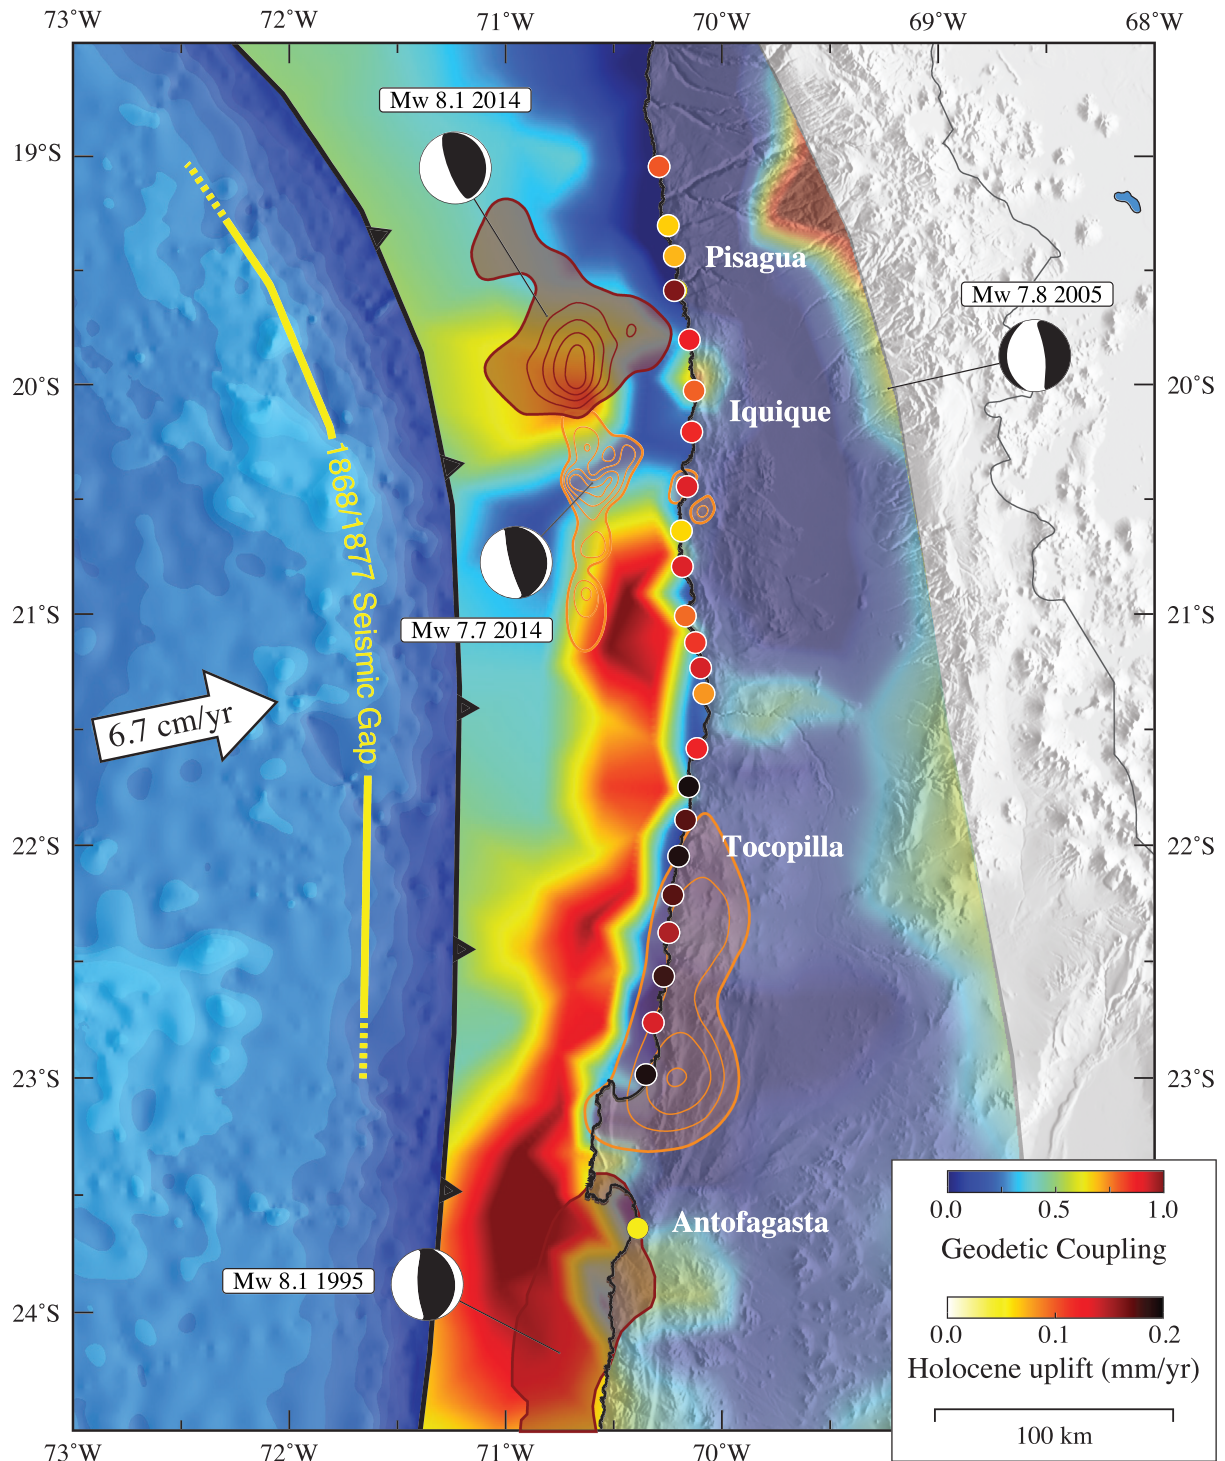 73°W 72°W 71°W 70°W 69°W 68°W
Mw 8.1 2014
19°S
Pisagua
Mw 7.8 2005
20°S 20°S
Iquique
1868/1877 Seismic Gap
21°S 21°S
Mw 7.7 2014
6.7 cm/yr
22°S 22°S
Tocopilla
23°S 23°S
Antofagasta
Mw 8.1 1995
24°S
0.0 0.5 1.0
Geodetic Coupling
0.0 0.1 0.2
Holocene uplift (mm/yr)
100 km
73°W 72°W 71°W 70°W